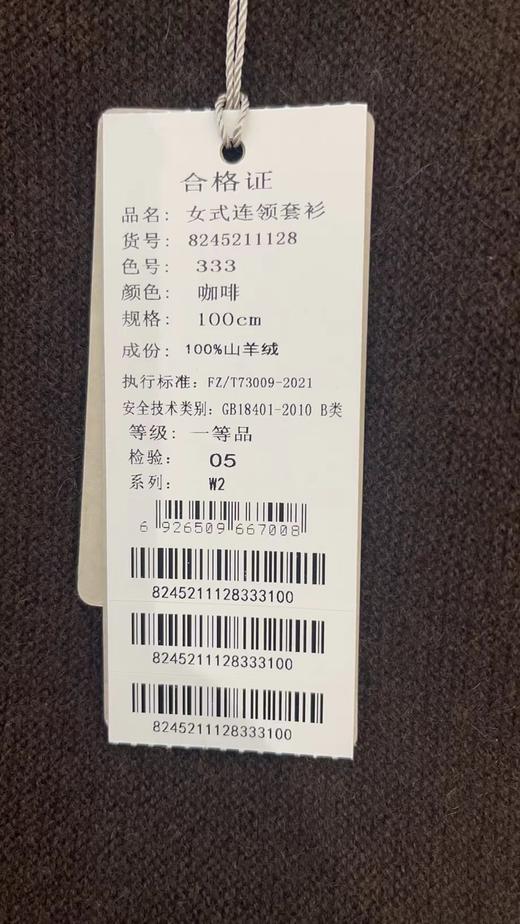 合格证
品名: 女式连领套衫
货号: 8245211128
色号: 333
颜色: 咖啡
规格: 100cm
成份: 100%山羊绒
执行标准: FZ/T73009-2021
安全技术类别: GB18401-2010 B类
等级: 一等品
检验: 05
系列: W2
6 926509 667008
8245211128333100
8245211128333100
8245211128333100